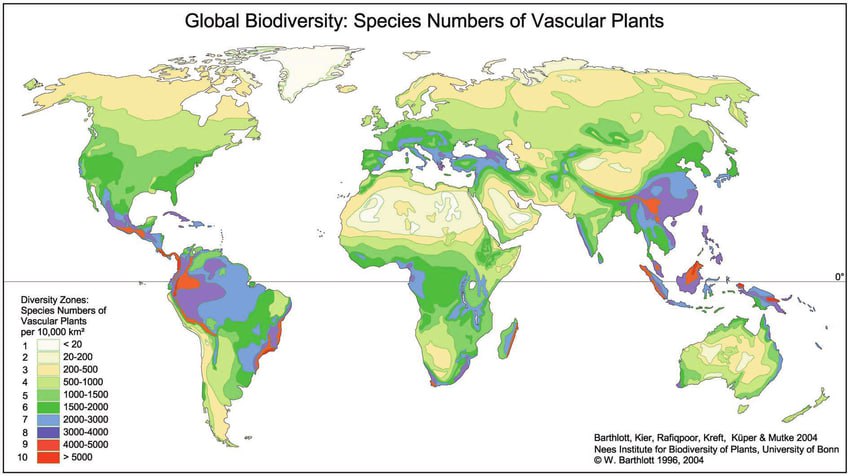 Global Biodiversity: Species Numbers of Vascular Plants
0°
Diversity Zones:
Species Numbers of
Vascular Plants
per 10,000 km²
1 < 20
2 20-200
3 200-500
4 500-1000
5 1000-1500
6 1500-2000
7 2000-3000
8 3000-4000
9 4000-5000
10 > 5000
Barthlott, Kier, Rafiqpoor, Kreft, Küper & Mutke 2004
Nees Institute for Biodiversity of Plants, University of Bonn
© W. Barthlott 1996, 2004